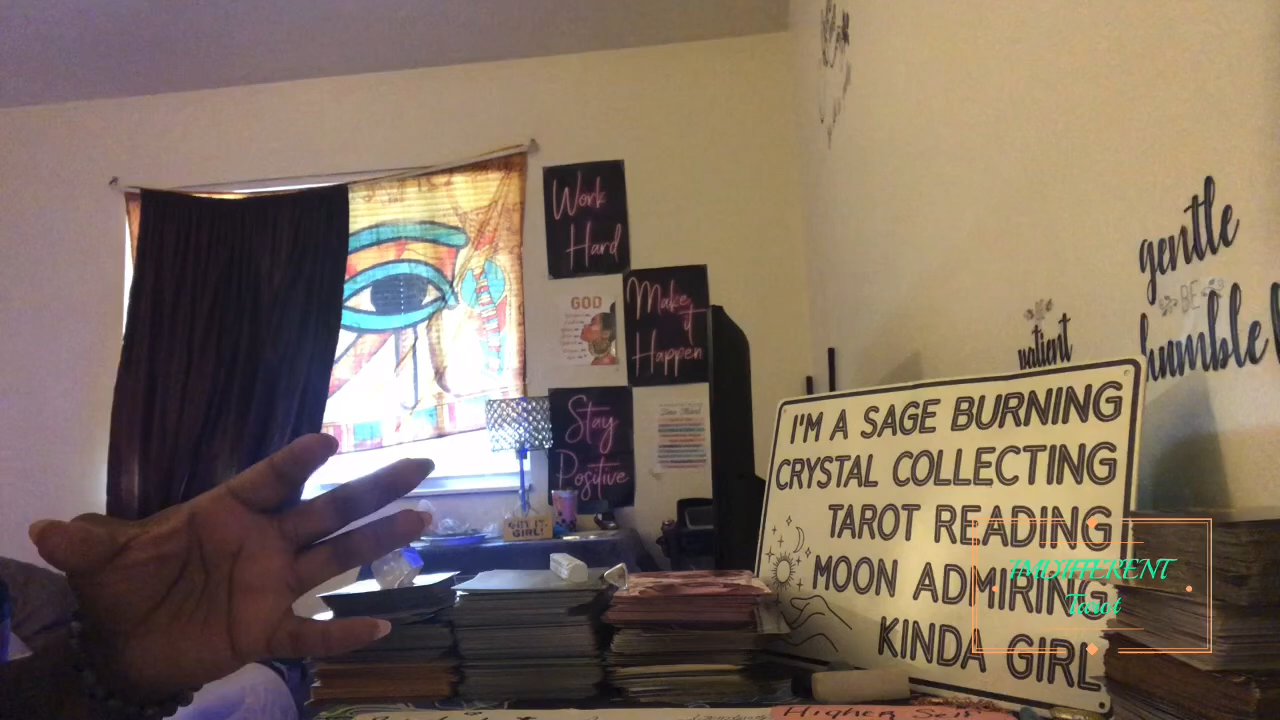 Work
Hard
GOD
Make
Happen
Stay
Positive
gentle
BE
humble
patient
I'M A SAGE BURNING
CRYSTAL COLLECTING
TAROT READING
MOON ADMIRING
KINDA GIRL
IMDIFFERENT
Tarot
GIRL!
Higher Self